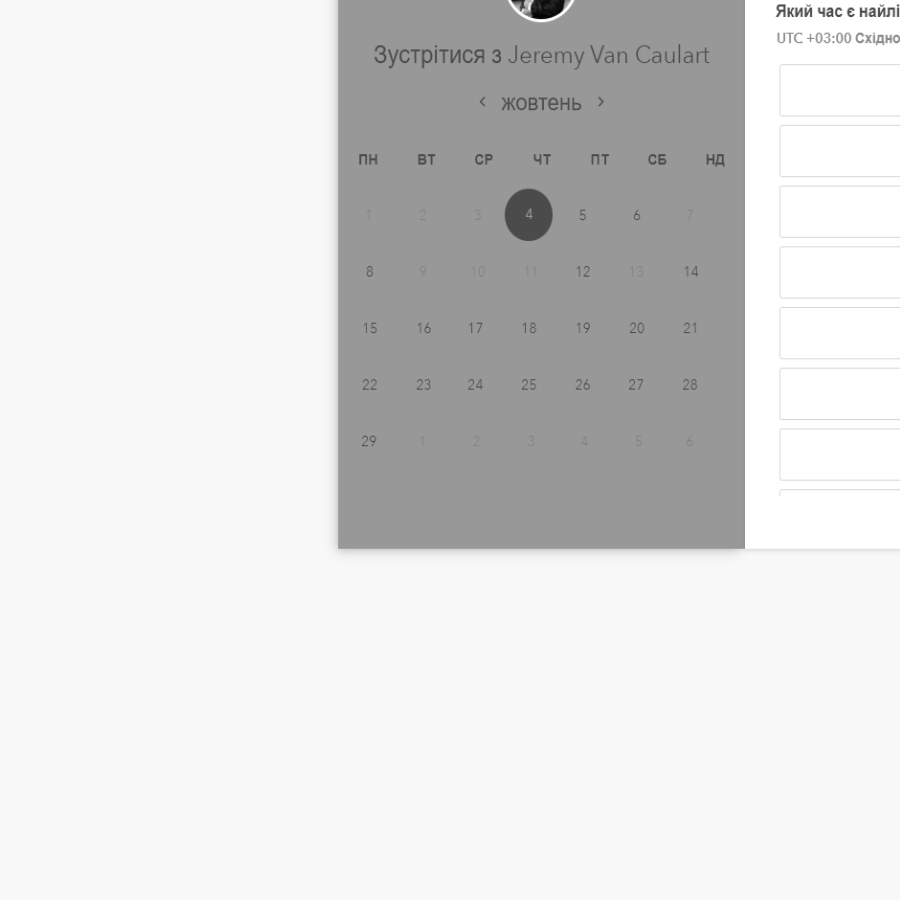 Який час є найлі
UTC +03:00 Східно
Зустрітися з Jeremy Van Caulart
‹ жовтень ›
ПН ВТ СР ЧТ ПТ СБ НД
1 2 3 4 5 6 7
8 9 10 11 12 13 14
15 16 17 18 19 20 21
22 23 24 25 26 27 28
29 1 2 3 4 5 6